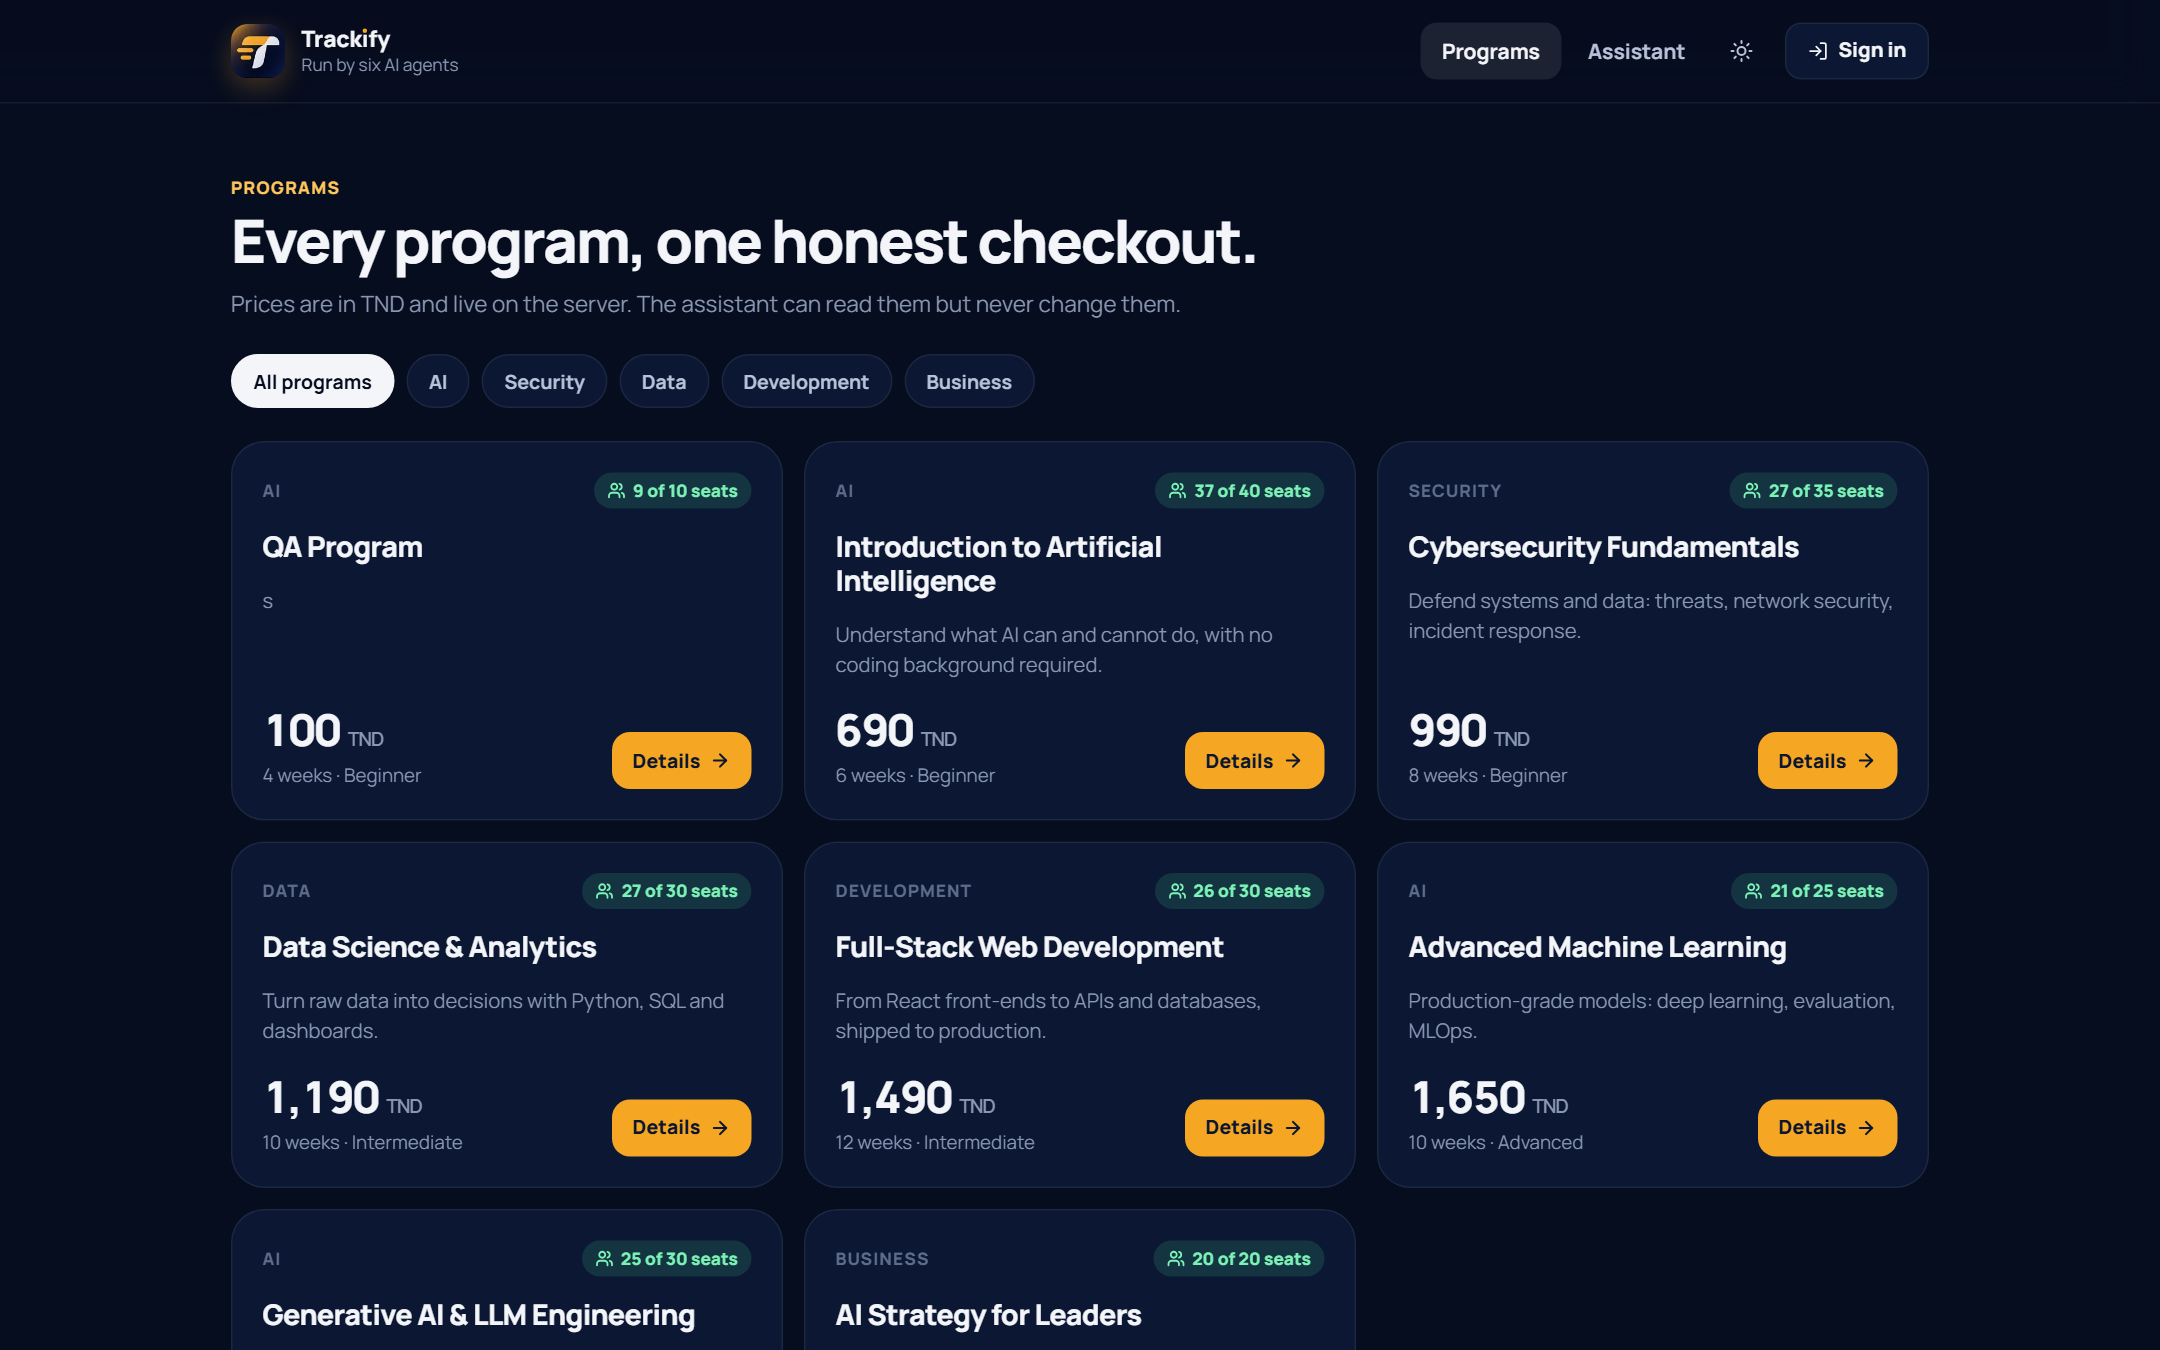 Trackify
Run by six AI agents
Programs
Assistant
Sign in
PROGRAMS
Every program, one honest checkout.
Prices are in TND and live on the server. The assistant can read them but never change them.
All programs
AI
Security
Data
Development
Business
AI
9 of 10 seats
QA Program
s
100 TND
4 weeks · Beginner
Details
AI
37 of 40 seats
Introduction to Artificial
Intelligence
Understand what AI can and cannot do, with no
coding background required.
690 TND
6 weeks · Beginner
Details
SECURITY
27 of 35 seats
Cybersecurity Fundamentals
Defend systems and data: threats, network security,
incident response.
990 TND
8 weeks · Beginner
Details
DATA
27 of 30 seats
Data Science & Analytics
Turn raw data into decisions with Python, SQL and
dashboards.
1,190 TND
10 weeks · Intermediate
Details
DEVELOPMENT
26 of 30 seats
Full-Stack Web Development
From React front-ends to APIs and databases,
shipped to production.
1,490 TND
12 weeks · Intermediate
Details
AI
21 of 25 seats
Advanced Machine Learning
Production-grade models: deep learning, evaluation,
MLOps.
1,650 TND
10 weeks · Advanced
Details
AI
25 of 30 seats
Generative AI & LLM Engineering
BUSINESS
20 of 20 seats
AI Strategy for Leaders